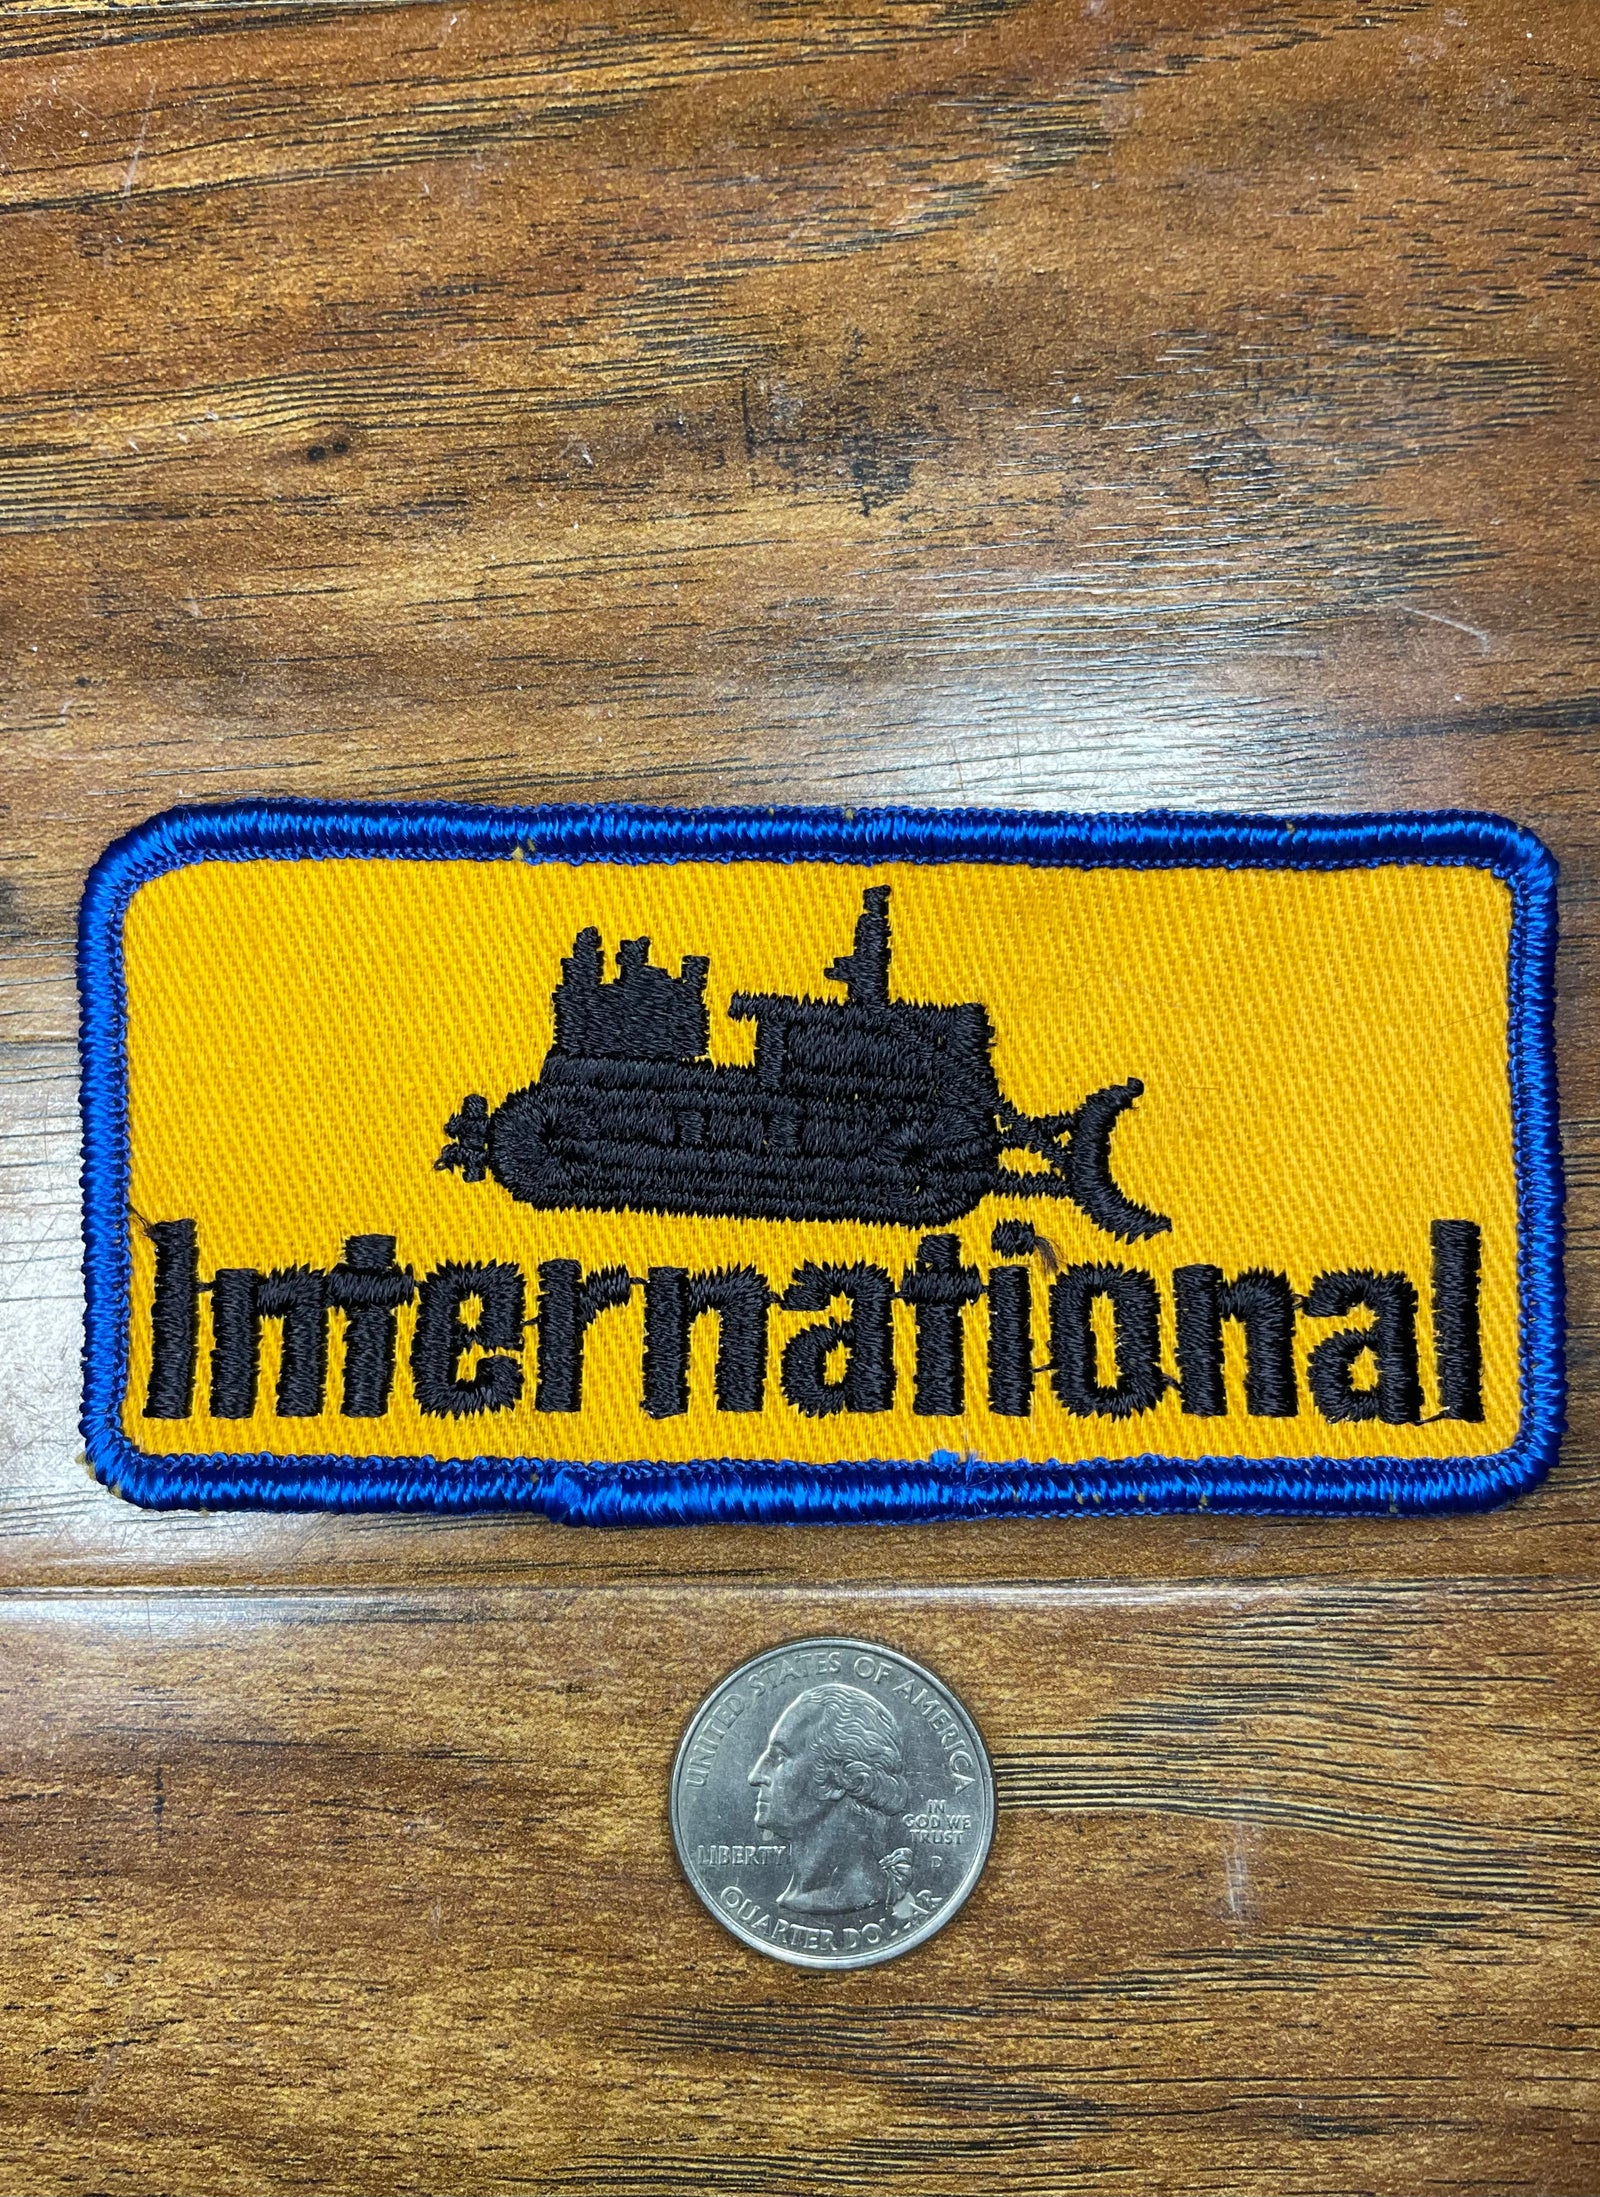 International
UNITED STATES OF AMERICA
LIBERTY
IN
GOD WE
TRUST
D
QUARTER DOLLAR